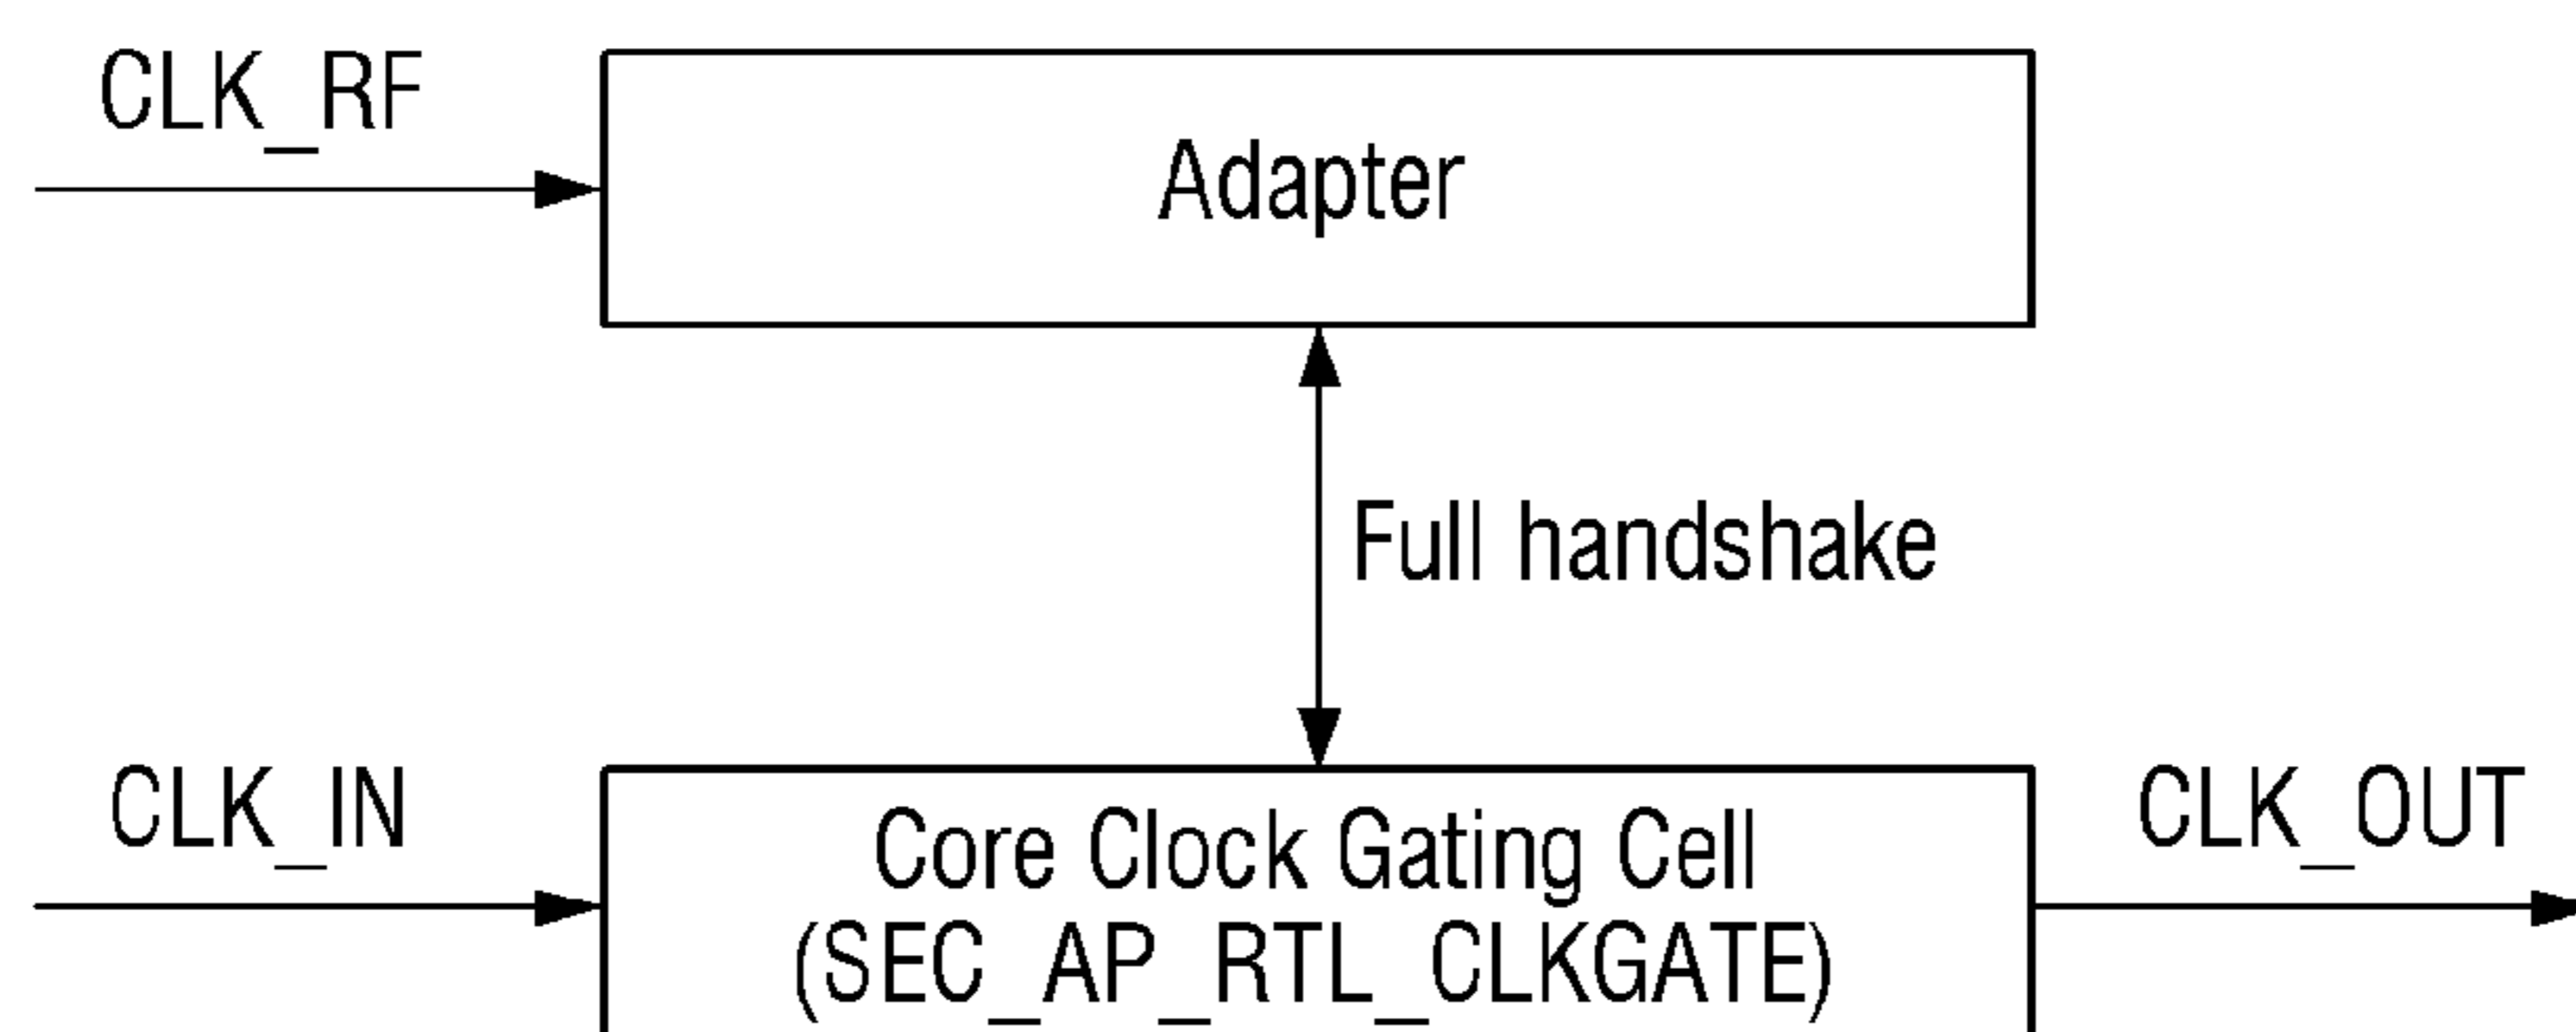 CLK_RF
Adapter
Full handshake
CLK_IN
Core Clock Gating Cell
(SEC_AP_RTL_CLKGATE)
CLK_OUT